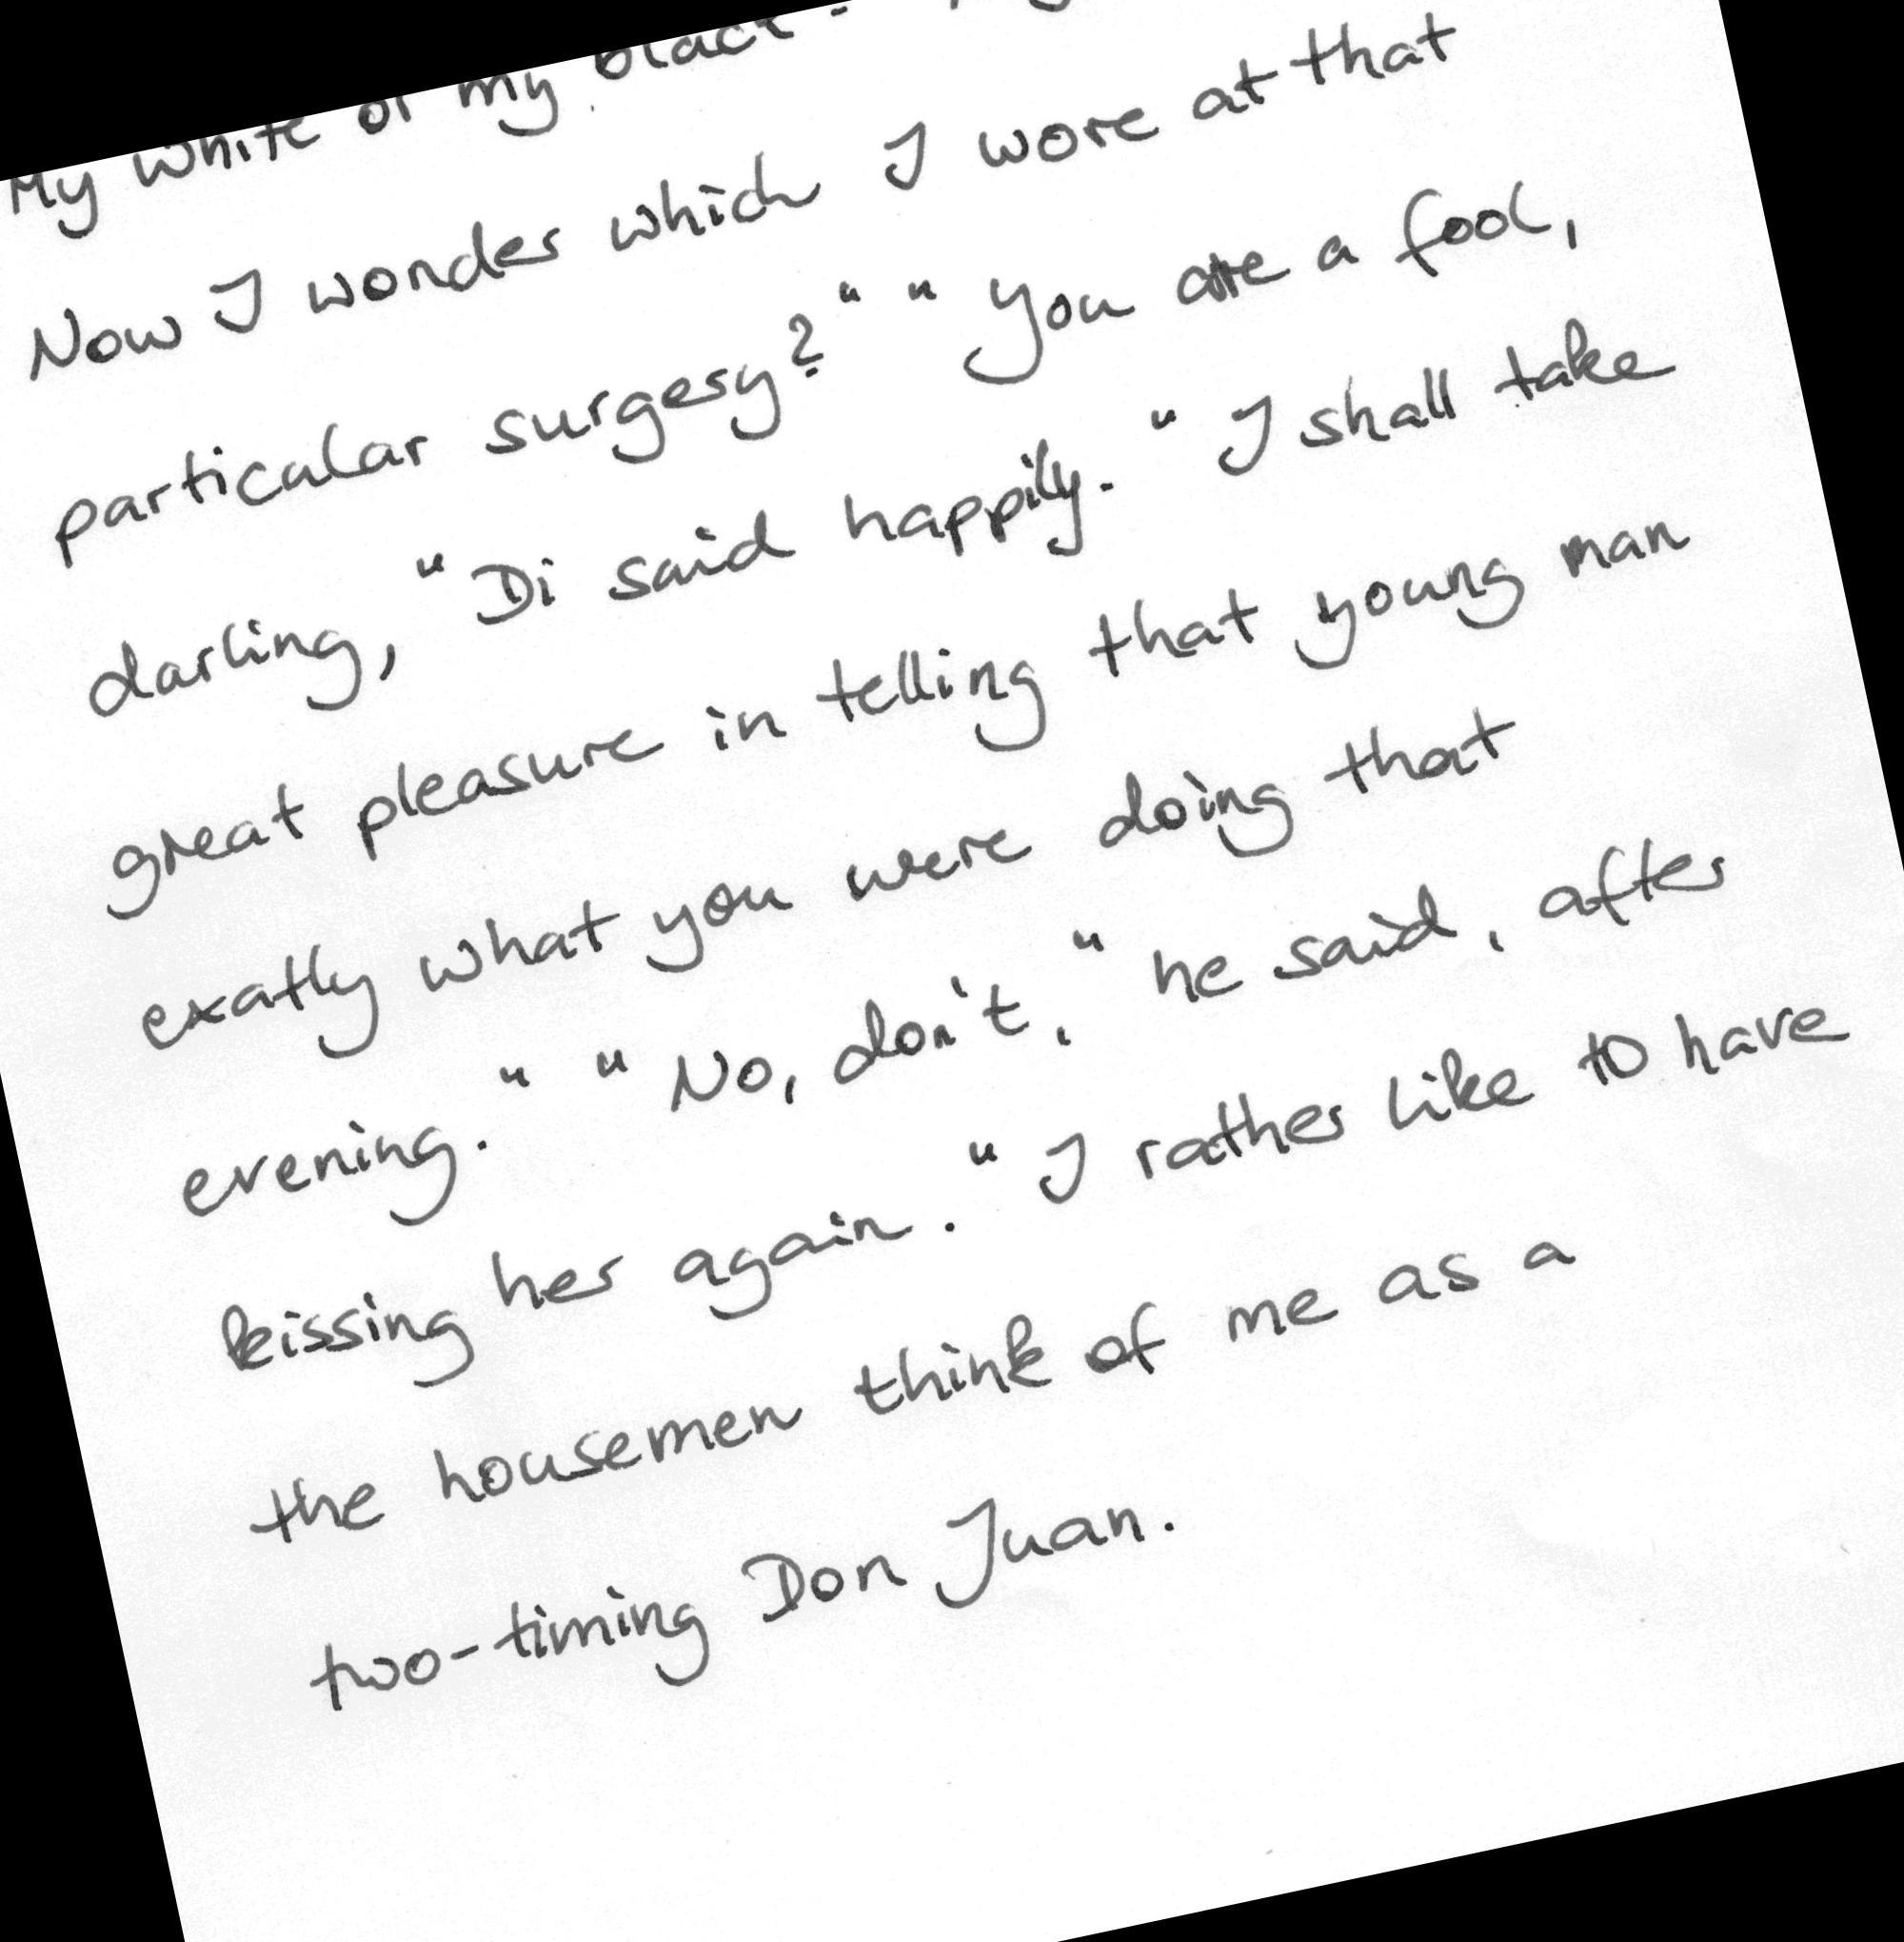 My white or my black?
Now I wonder which I wore at that
particular surgery?" "You are a fool,
darling, "Di said happily. "I shall take
great pleasure in telling that young man
exatly what you were doing that
evening." "No, don't," he said, after
kissing her again. "I rather like to have
the housemen think of me as a
two-timing Don Juan.